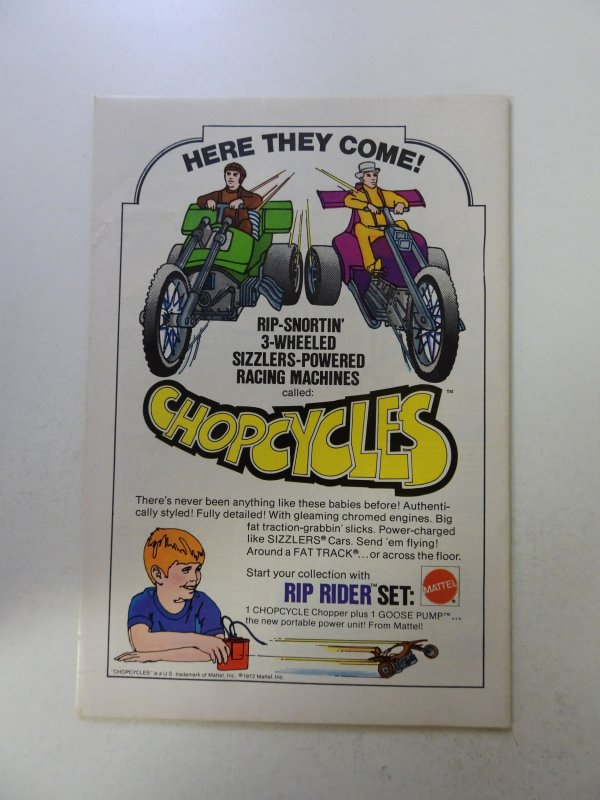 HERE THEY COME!
RIP-SNORTIN'
3-WHEELED
SIZZLERS-POWERED
RACING MACHINES
called:
CHOPCYCLES™
There's never been anything like these babies before! Authenti-
cally styled! Fully detailed! With gleaming chromed engines. Big
fat traction-grabbin' slicks. Power-charged
like SIZZLERS® Cars. Send 'em flying!
Around a FAT TRACK®...or across the floor.
Start your collection with
RIP RIDER™ SET:
MATTEL®
1 CHOPCYCLE Chopper plus 1 GOOSE PUMP™...
the new portable power unit! From Mattel!
"CHOPCYCLES" is a U.S. trademark of Mattel, Inc. ©1972 Mattel, Inc.